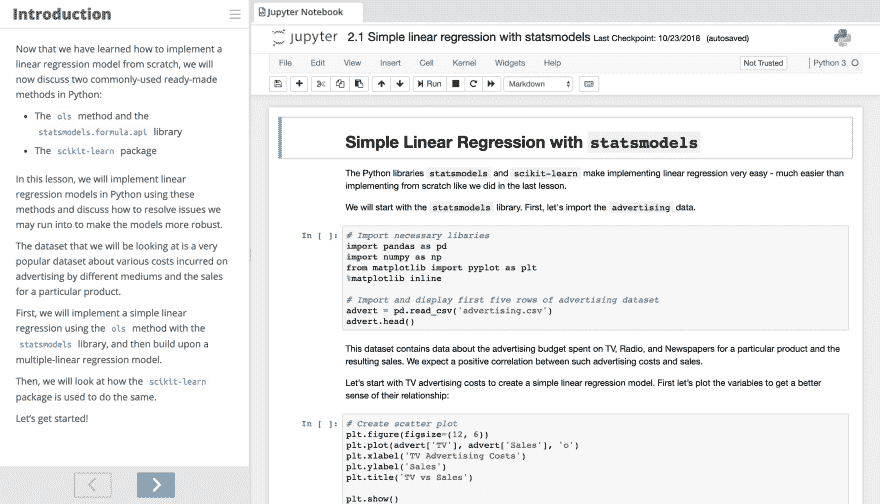 Introduction
Now that we have learned how to implement a
linear regression model from scratch, we will
now discuss two commonly-used ready-made
methods in Python:
• The ols method and the
statsmodels.formula.api library
• The scikit-learn package
In this lesson, we will implement linear
regression models in Python using these
methods and discuss how to resolve issues we
may run into to make the models more robust.
The dataset that we will be looking at is a very
popular dataset about various costs incurred on
advertising by different mediums and the sales
for a particular product.
First, we will implement a simple linear
regression using the ols method with the
statsmodels library, and then build upon a
multiple-linear regression model.
Then, we will look at how the scikit-learn
package is used to do the same.
Let's get started!
Jupyter Notebook
jupyter 2.1 Simple linear regression with statsmodels Last Checkpoint: 10/23/2018 (autosaved)
File Edit View Insert Cell Kernel Widgets Help Not Trusted Python 3
Run Markdown
Simple Linear Regression with statsmodels
The Python libraries statsmodels and scikit-learn make implementing linear regression very easy - much easier than
implementing from scratch like we did in the last lesson.
We will start with the statsmodels library. First, let's import the advertising data.
In [ ]: # Import necessary libaries
import pandas as pd
import numpy as np
from matplotlib import pyplot as plt
%matplotlib inline
# Import and display first five rows of advertising dataset
advert = pd.read_csv('advertising.csv')
advert.head()
This dataset contains data about the advertising budget spent on TV, Radio, and Newspapers for a particular product and the
resulting sales. We expect a positive correlation between such advertising costs and sales.
Let's start with TV advertising costs to create a simple linear regression model. First let's plot the variables to get a better
sense of their relationship:
In [ ]: # Create scatter plot
plt.figure(figsize=(12, 6))
plt.plot(advert['TV'], advert['Sales'], 'o')
plt.xlabel('TV Advertising Costs')
plt.ylabel('Sales')
plt.title('TV vs Sales')
plt.show()